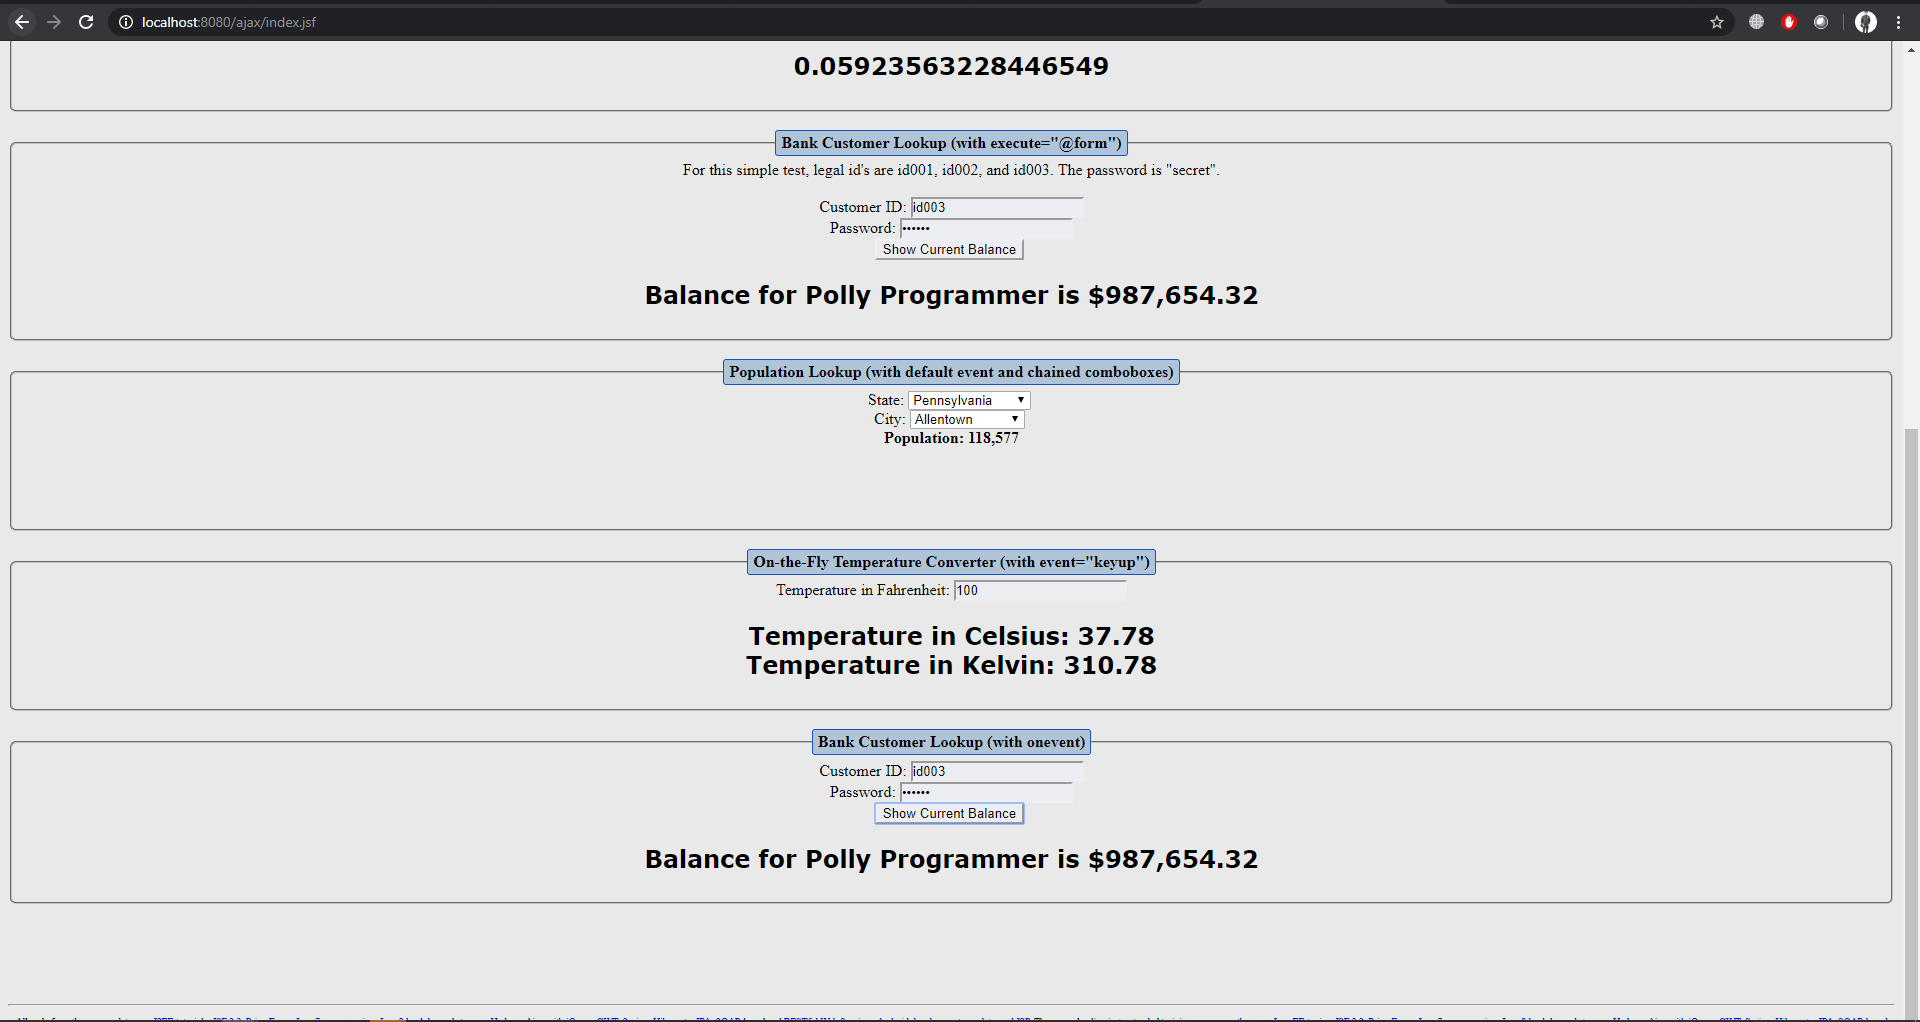 localhost:8080/ajax/index.jsf
0.05923563228446549
Bank Customer Lookup (with execute="@form")
For this simple test, legal id's are id001, id002, and id003. The password is "secret".
Customer ID: id003
Password: ••••••
Show Current Balance
Balance for Polly Programmer is $987,654.32
Population Lookup (with default event and chained comboboxes)
State: Pennsylvania
City: Allentown
Population: 118,577
On-the-Fly Temperature Converter (with event="keyup")
Temperature in Fahrenheit: 100
Temperature in Celsius: 37.78
Temperature in Kelvin: 310.78
Bank Customer Lookup (with onevent)
Customer ID: id003
Password: ••••••
Show Current Balance
Balance for Polly Programmer is $987,654.32